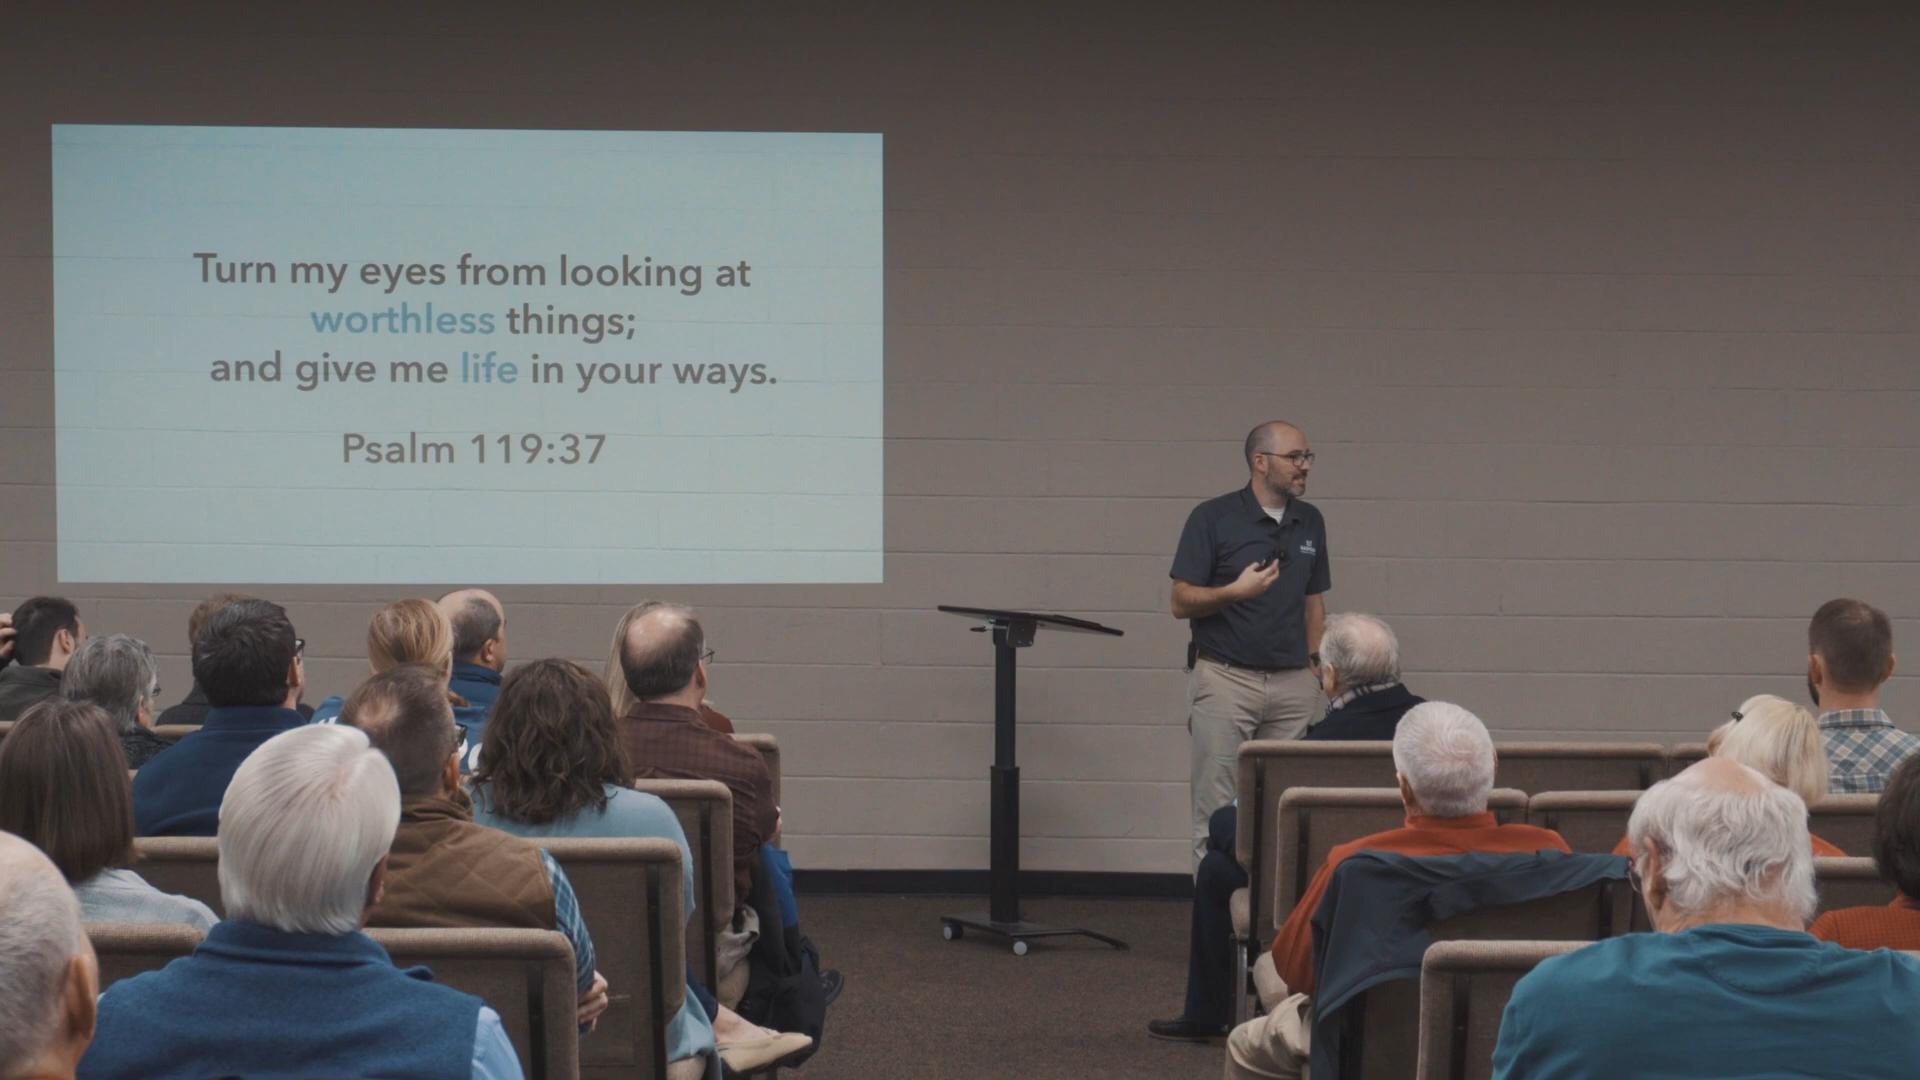 Turn my eyes from looking at
worthless things;
and give me life in your ways.
Psalm 119:37